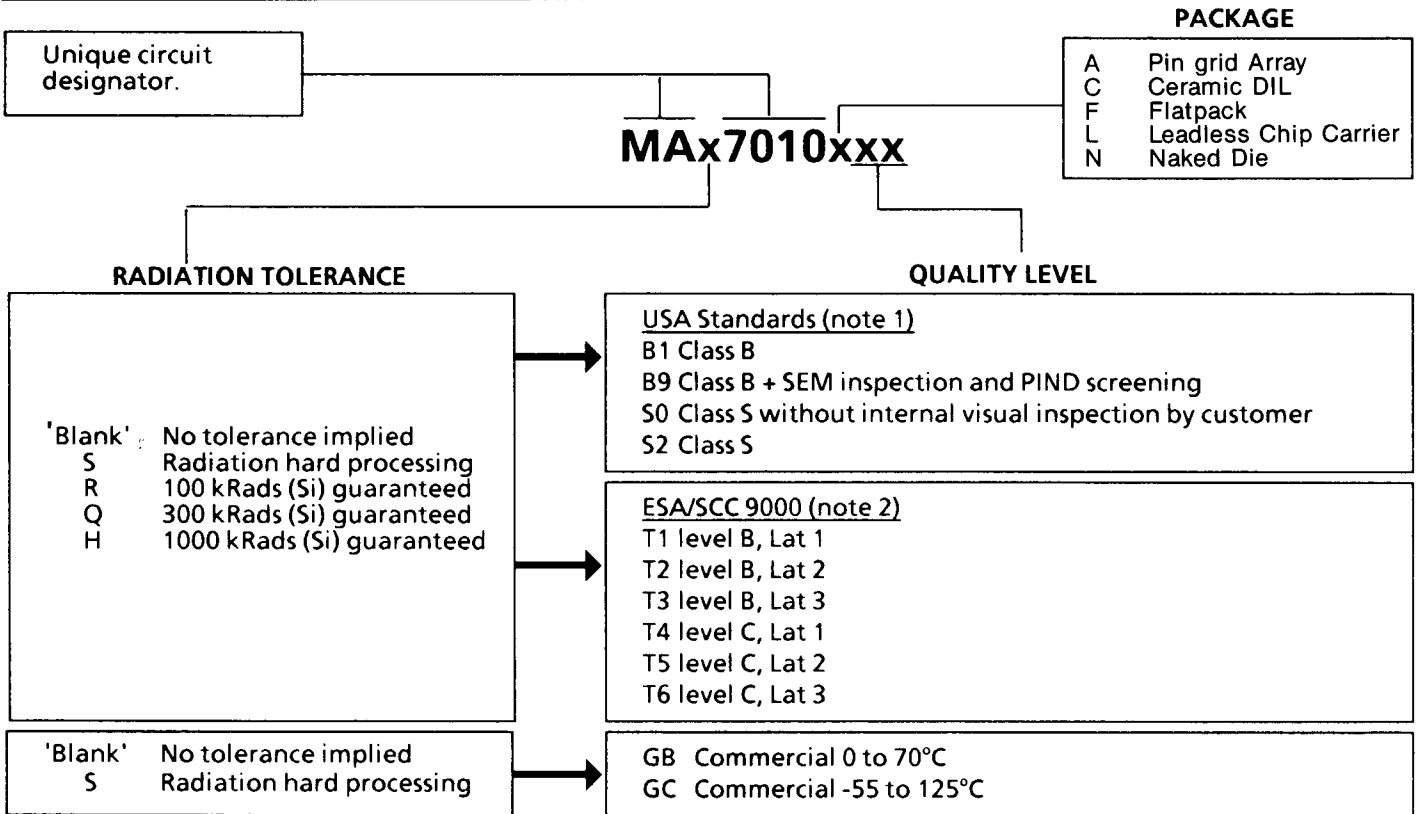 PACKAGE
Unique circuit
designator.
A Pin grid Array
C Ceramic DIL
F Flatpack
L Leadless Chip Carrier
N Naked Die
MAx7010xxx
RADIATION TOLERANCE
QUALITY LEVEL
'Blank' No tolerance implied
S Radiation hard processing
R 100 kRads (Si) guaranteed
Q 300 kRads (Si) guaranteed
H 1000 kRads (Si) guaranteed
USA Standards (note 1)
B1 Class B
B9 Class B + SEM inspection and PIND screening
S0 Class S without internal visual inspection by customer
S2 Class S
ESA/SCC 9000 (note 2)
T1 level B, Lat 1
T2 level B, Lat 2
T3 level B, Lat 3
T4 level C, Lat 1
T5 level C, Lat 2
T6 level C, Lat 3
'Blank' No tolerance implied
S Radiation hard processing
GB Commercial 0 to 70°C
GC Commercial -55 to 125°C